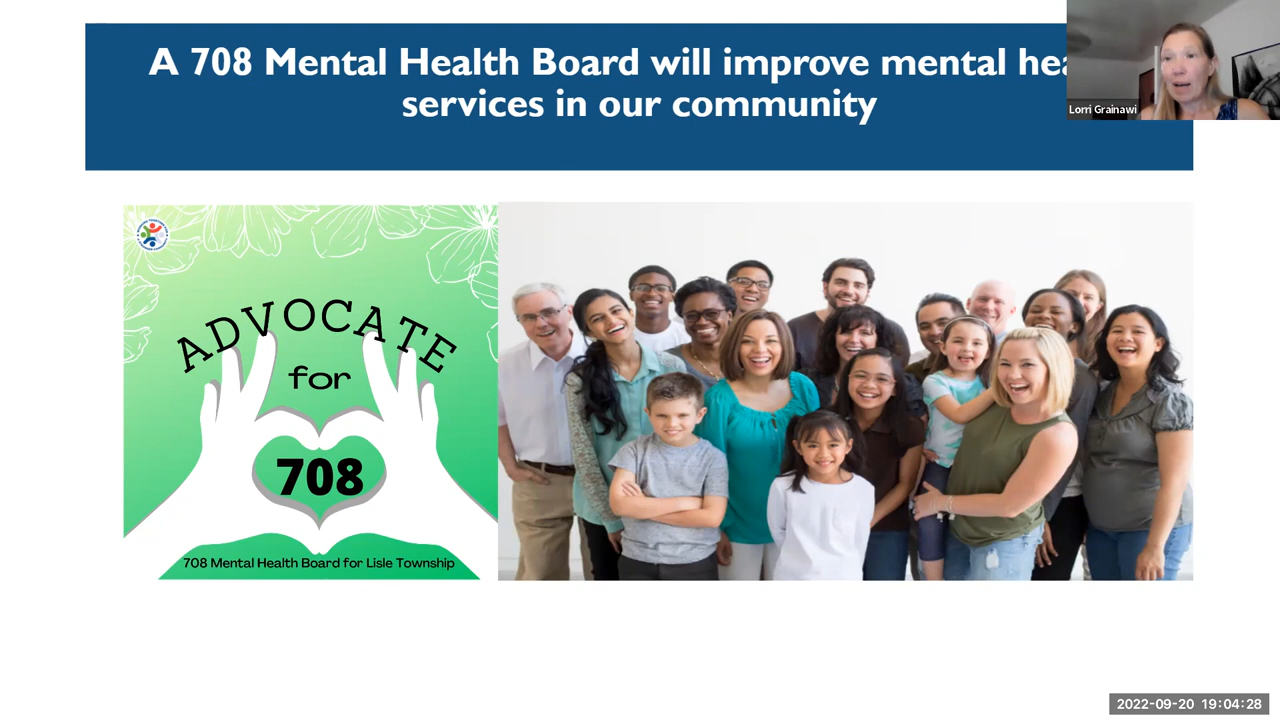 A 708 Mental Health Board will improve mental
services in our community
Lorri Grainawi
ADVOCATE
for
708
708 Mental Health Board for Lisle Township
2022-09-20 19:04:28